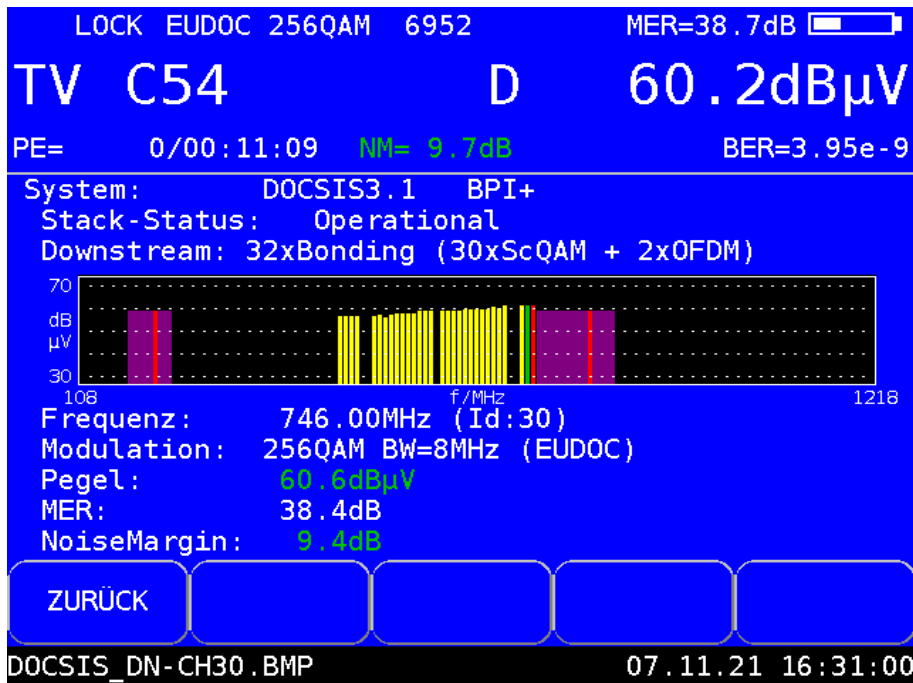 LOCK EUDOC 256QAM 6952 MER=38.7dB
TV C54 D 60.2dBµV
PE= 0/00:11:09 NM= 9.7dB BER=3.95e-9
System: DOCSIS3.1 BPI+
Stack-Status: Operational
Downstream: 32xBonding (30xScQAM + 2xOFDM)
70
dB
µV
30
108 f/MHz 1218
Frequenz: 746.00MHz (Id:30)
Modulation: 256QAM BW=8MHz (EUDOC)
Pegel: 60.6dBµV
MER: 38.4dB
NoiseMargin: 9.4dB
ZURÜCK
DOCSIS_DN-CH30.BMP 07.11.21 16:31:00